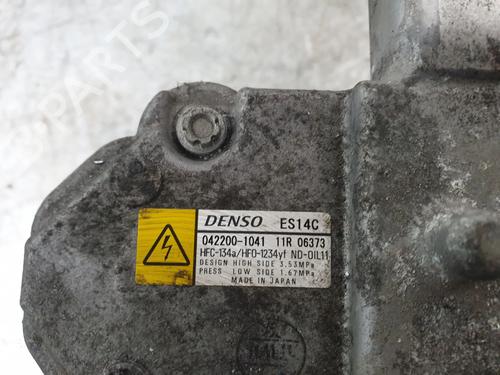 DENSO ES14C
042200-1041 11R 06373
HFC-134a/HFO-1234yf ND-OIL11
DESIGN HIGH SIDE 3.53MPa
PRESS LOW SIDE 1.67MPa
MADE IN JAPAN